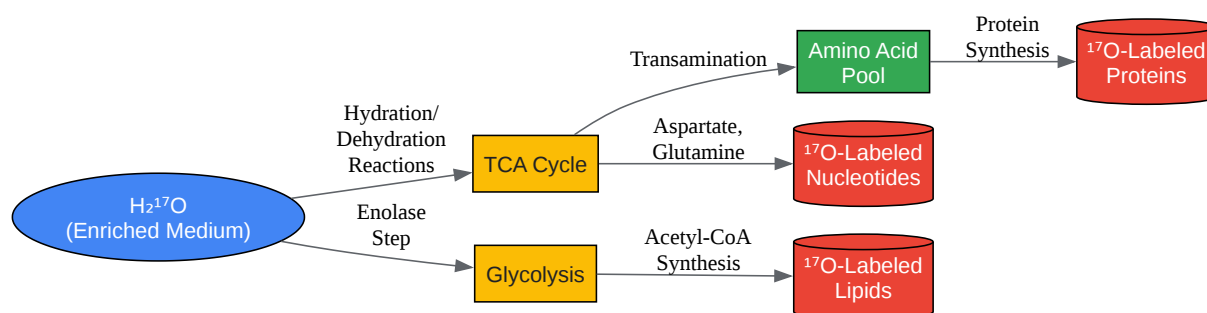 H₂¹⁷O
(Enriched Medium)
Hydration/
Dehydration
Reactions
Enolase
Step
TCA Cycle
Glycolysis
Transamination
Aspartate,
Glutamine
Acetyl-CoA
Synthesis
Amino Acid
Pool
Protein
Synthesis
¹⁷O-Labeled
Proteins
¹⁷O-Labeled
Nucleotides
¹⁷O-Labeled
Lipids